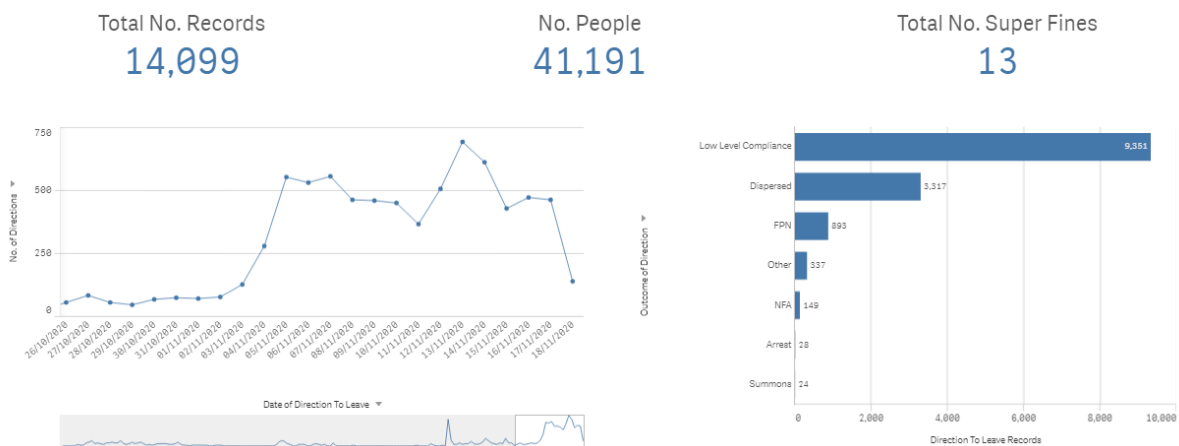 Total No. Records
14,099
No. People
41,191
Total No. Super Fines
13
No. of Directions
750
500
250
0
26/10/2020
27/10/2020
28/10/2020
29/10/2020
30/10/2020
31/10/2020
01/11/2020
02/11/2020
03/11/2020
04/11/2020
05/11/2020
06/11/2020
07/11/2020
08/11/2020
09/11/2020
10/11/2020
11/11/2020
12/11/2020
13/11/2020
14/11/2020
15/11/2020
16/11/2020
17/11/2020
18/11/2020
Date of Direction To Leave
Outcome of Direction
Low Level Compliance 9,351
Dispersed 3,317
FPN 893
Other 337
NFA 149
Arrest 28
Summons 24
0 2,000 4,000 6,000 8,000 10,000
Direction To Leave Records